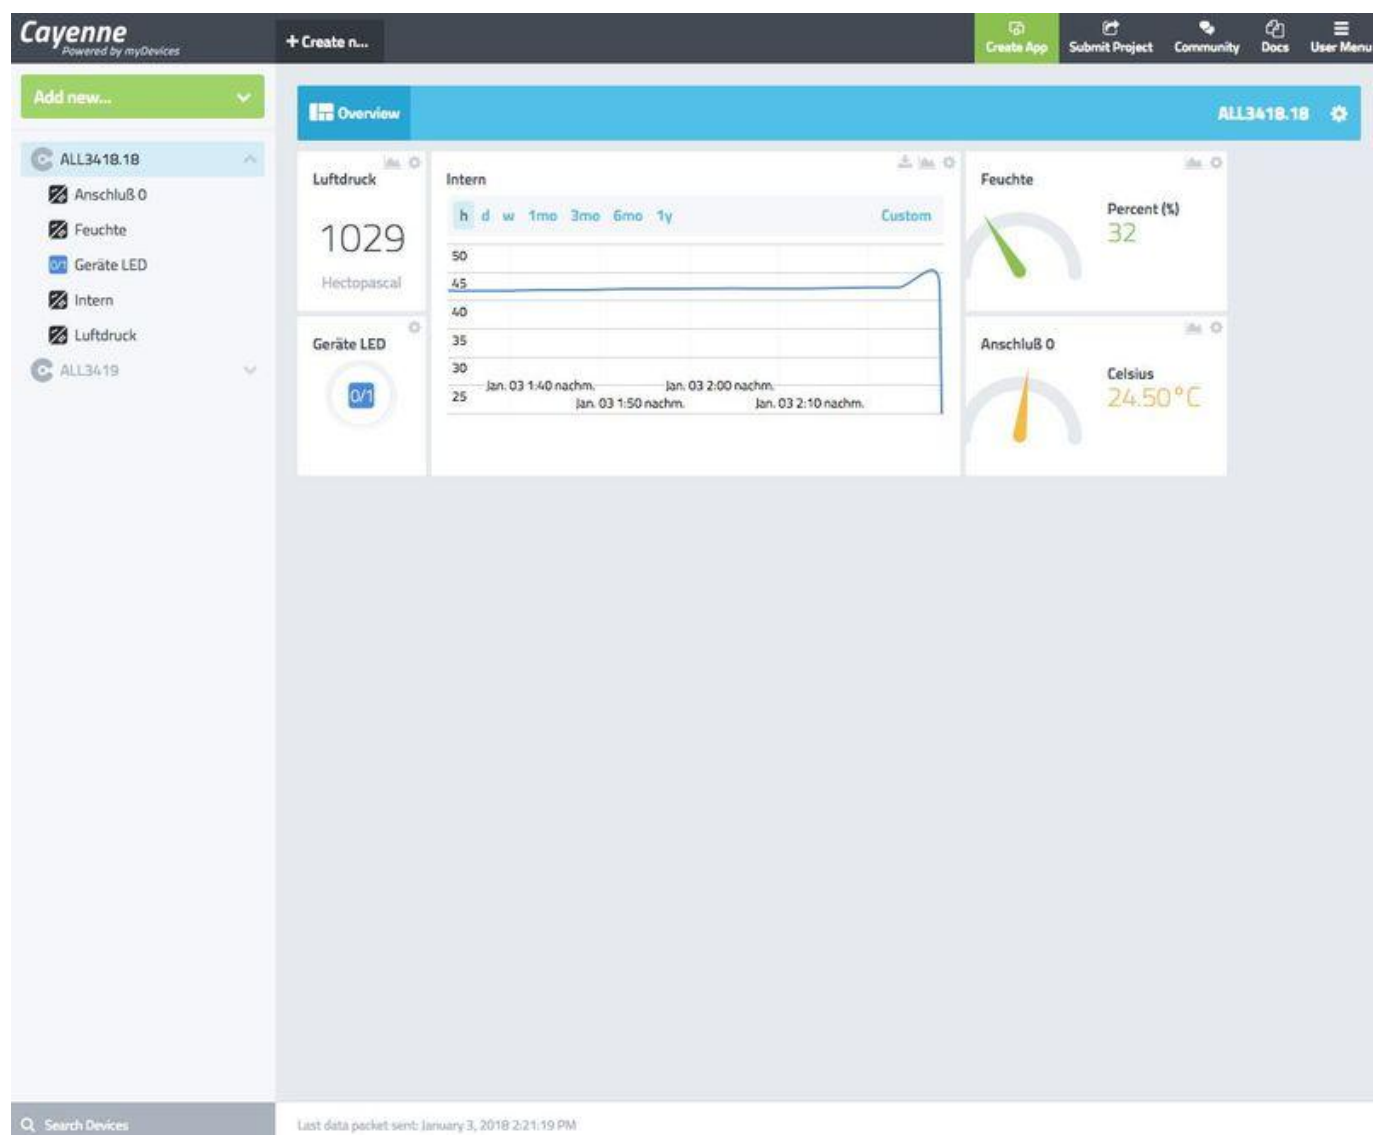 Cayenne
Powered by myDevices
+ Create n...
Create App
Submit Project
Community
Docs
User Menu
Add new...
Overview
ALL3418.18
ALL3418.18
Anschluß 0
Feuchte
0/1 Geräte LED
Intern
Luftdruck
ALL3419
Luftdruck
1029
Hectopascal
Geräte LED
0/1
Intern
h d w 1mo 3mo 6mo 1y Custom
50
45
40
35
30
25
Jan. 03 1:40 nachm. Jan. 03 2:00 nachm.
Jan. 03 1:50 nachm. Jan. 03 2:10 nachm.
Feuchte
Percent (%)
32
Anschluß 0
Celsius
24.50°C
Search Devices
Last data packet sent: January 3, 2018 2:21:19 PM